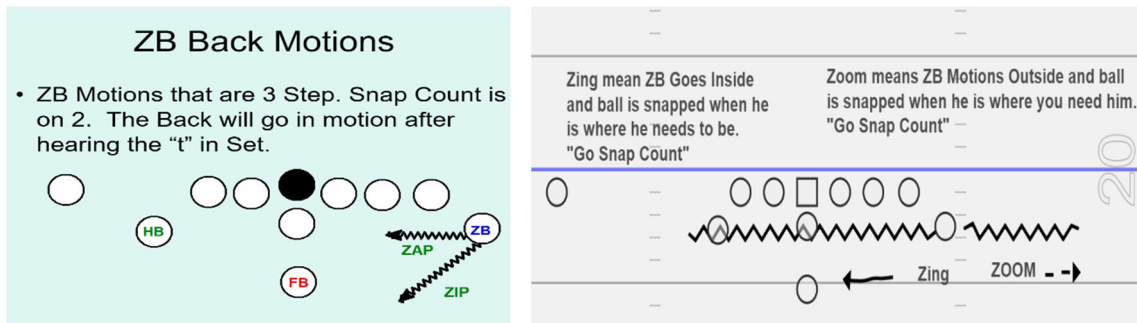 ZB Back Motions
• ZB Motions that are 3 Step. Snap Count is
on 2. The Back will go in motion after
hearing the “t” in Set.
HB
ZB
ZAP
FB
ZIP
Zing mean ZB Goes Inside
and ball is snapped when he
is where he needs to be.
"Go Snap Count"
Zoom means ZB Motions Outside and ball
is snapped when he is where you need him.
"Go Snap Count"
20
Zing
ZOOM